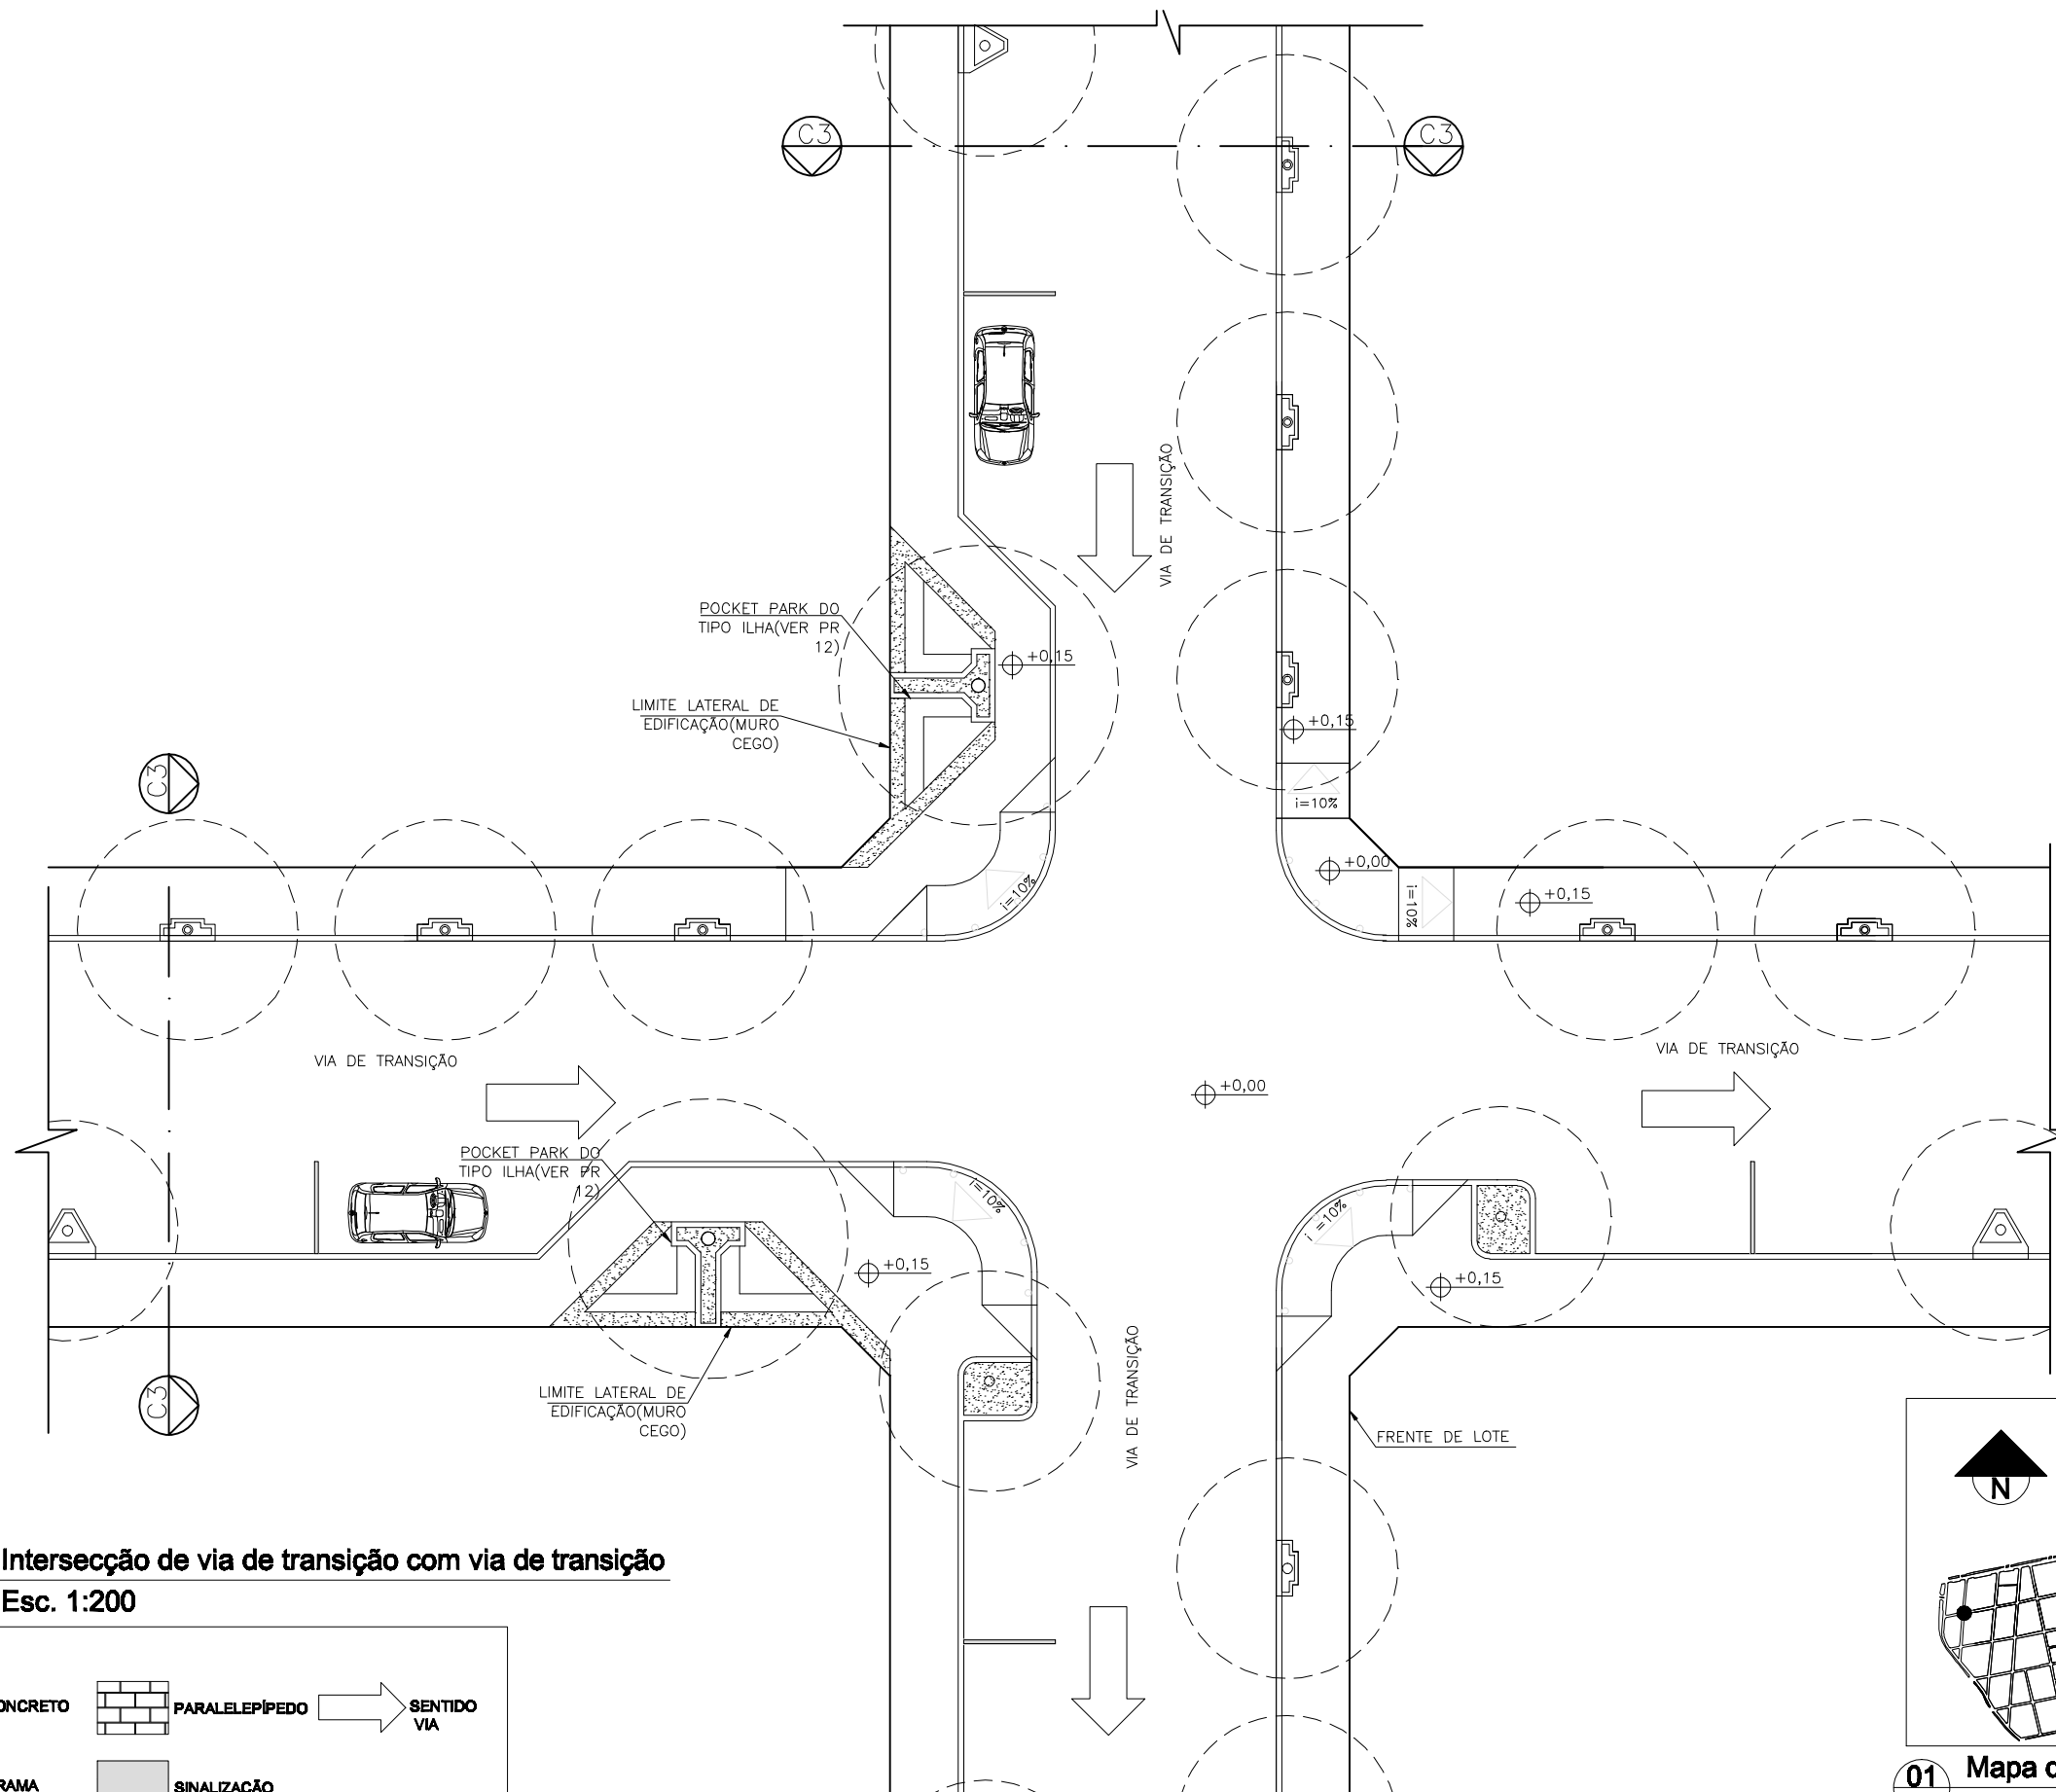 C3
C3
VIA DE TRANSIÇÃO
POCKET PARK DO
TIPO ILHA(VER PR
12)
+0,15
LIMITE LATERAL DE
EDIFICAÇÃO(MURO
CEGO)
+0,15
C3
i=10%
+0,00
i=10%
i=10%
+0,15
VIA DE TRANSIÇÃO
VIA DE TRANSIÇÃO
+0,00
POCKET PARK DO
TIPO ILHA(VER PR
12)
i=10%
i=10%
+0,15
+0,15
VIA DE TRANSIÇÃO
C3
LIMITE LATERAL DE
EDIFICAÇÃO(MURO
CEGO)
FRENTE DE LOTE
N
Intersecção de via de transição com via de transição
Esc. 1:200
PARALELEPÍPEDO
SENTIDO
VIA
SINALIZAÇÃO
01
Mapa